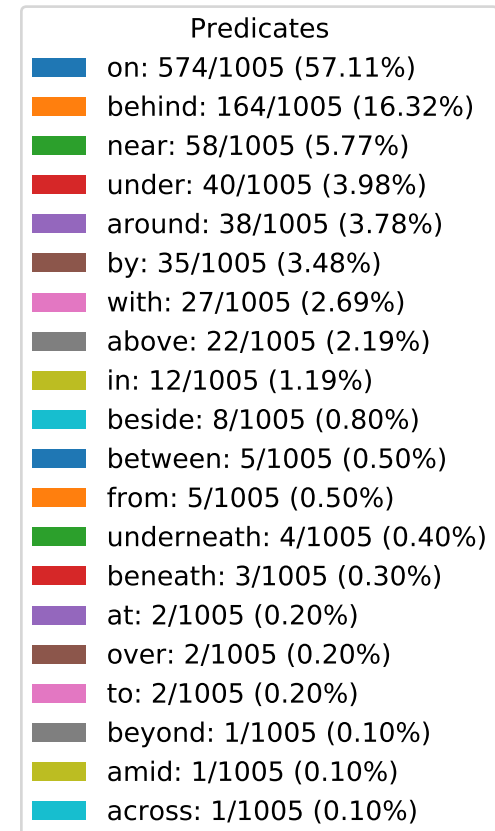 Predicates
on: 574/1005 (57.11%)
behind: 164/1005 (16.32%)
near: 58/1005 (5.77%)
under: 40/1005 (3.98%)
around: 38/1005 (3.78%)
by: 35/1005 (3.48%)
with: 27/1005 (2.69%)
above: 22/1005 (2.19%)
in: 12/1005 (1.19%)
beside: 8/1005 (0.80%)
between: 5/1005 (0.50%)
from: 5/1005 (0.50%)
underneath: 4/1005 (0.40%)
beneath: 3/1005 (0.30%)
at: 2/1005 (0.20%)
over: 2/1005 (0.20%)
to: 2/1005 (0.20%)
beyond: 1/1005 (0.10%)
amid: 1/1005 (0.10%)
across: 1/1005 (0.10%)